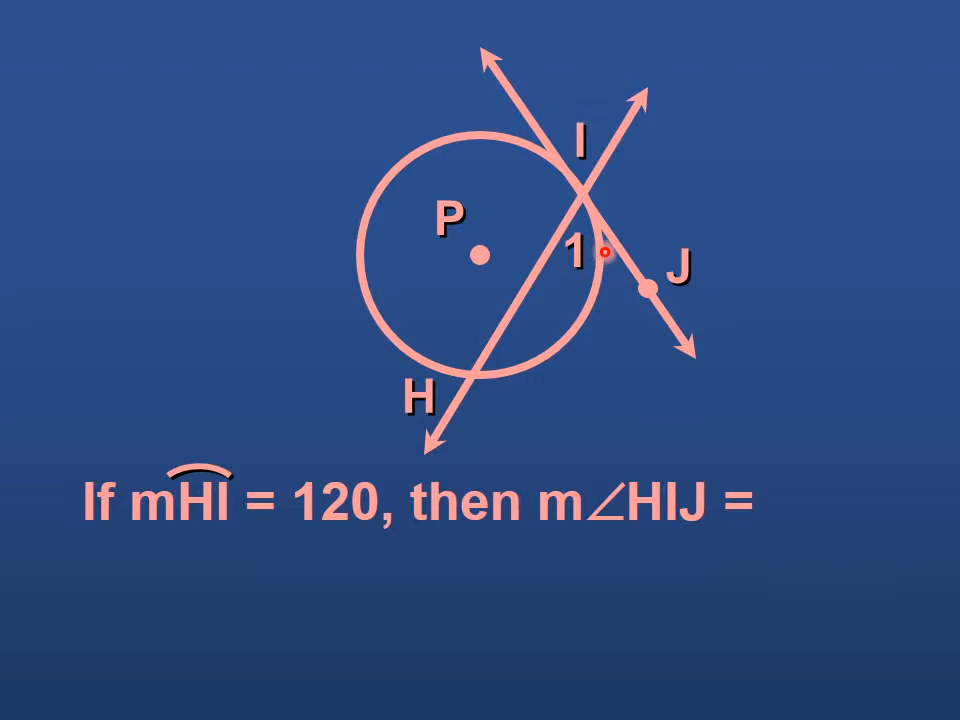 I
P
1
J
H
If mHI = 120, then m∠HIJ =